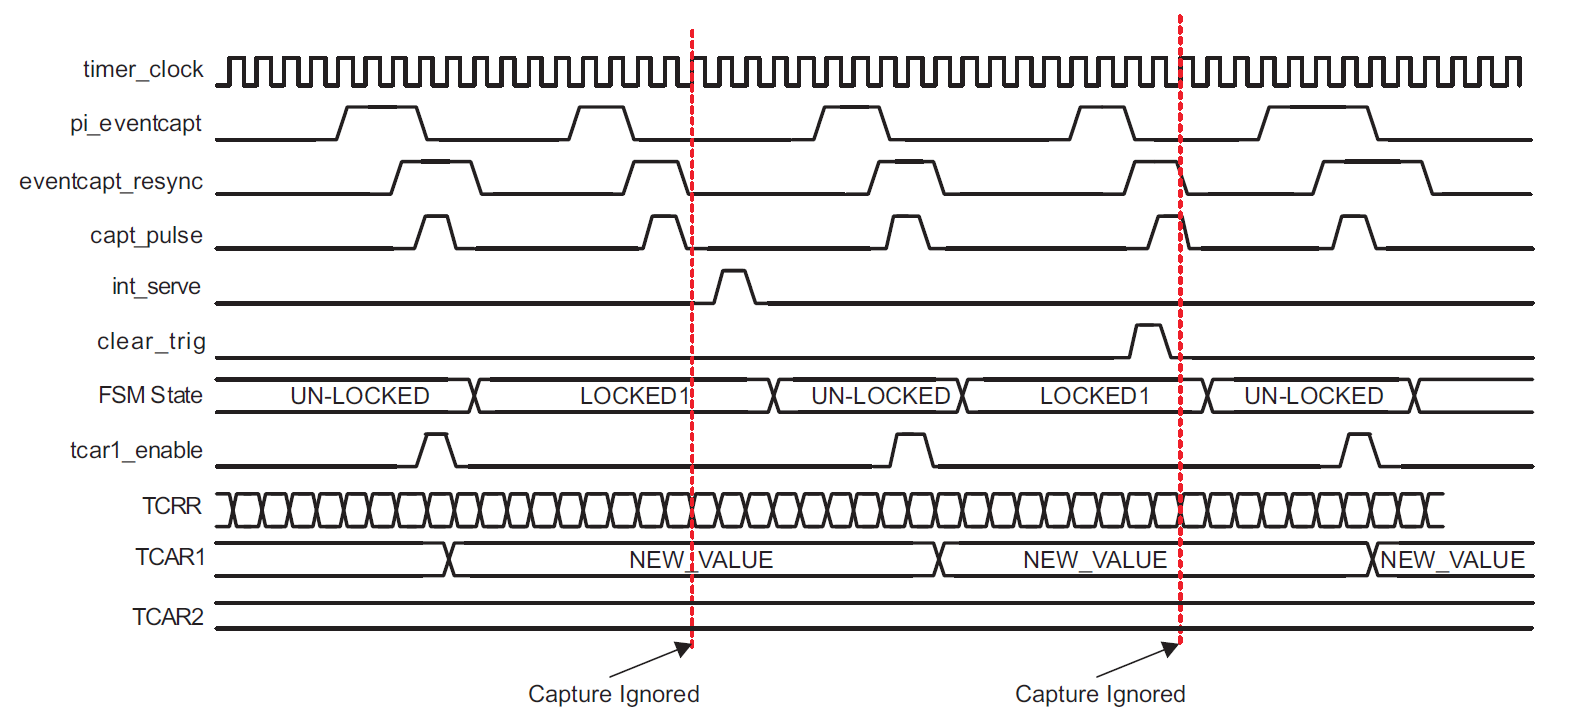 timer_clock
pi_eventcapt
eventcapt_resync
capt_pulse
int_serve
clear_trig
FSM State UN-LOCKED LOCKED1 UN-LOCKED LOCKED1 UN-LOCKED
tcar1_enable
TCRR
TCAR1 NEW_VALUE NEW_VALUE NEW_VALUE
TCAR2
Capture Ignored Capture Ignored